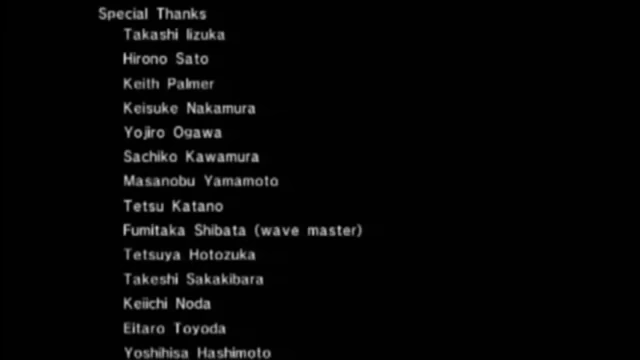 Special Thanks
Takashi Iizuka
Hirono Sato
Keith Palmer
Keisuke Nakamura
Yojiro Ogawa
Sachiko Kawamura
Masanobu Yamamoto
Tetsu Katano
Fumitaka Shibata (wave master)
Tetsuya Hotozuka
Takeshi Sakakibara
Keiichi Noda
Eitaro Toyoda
Yoshihisa Hashimoto